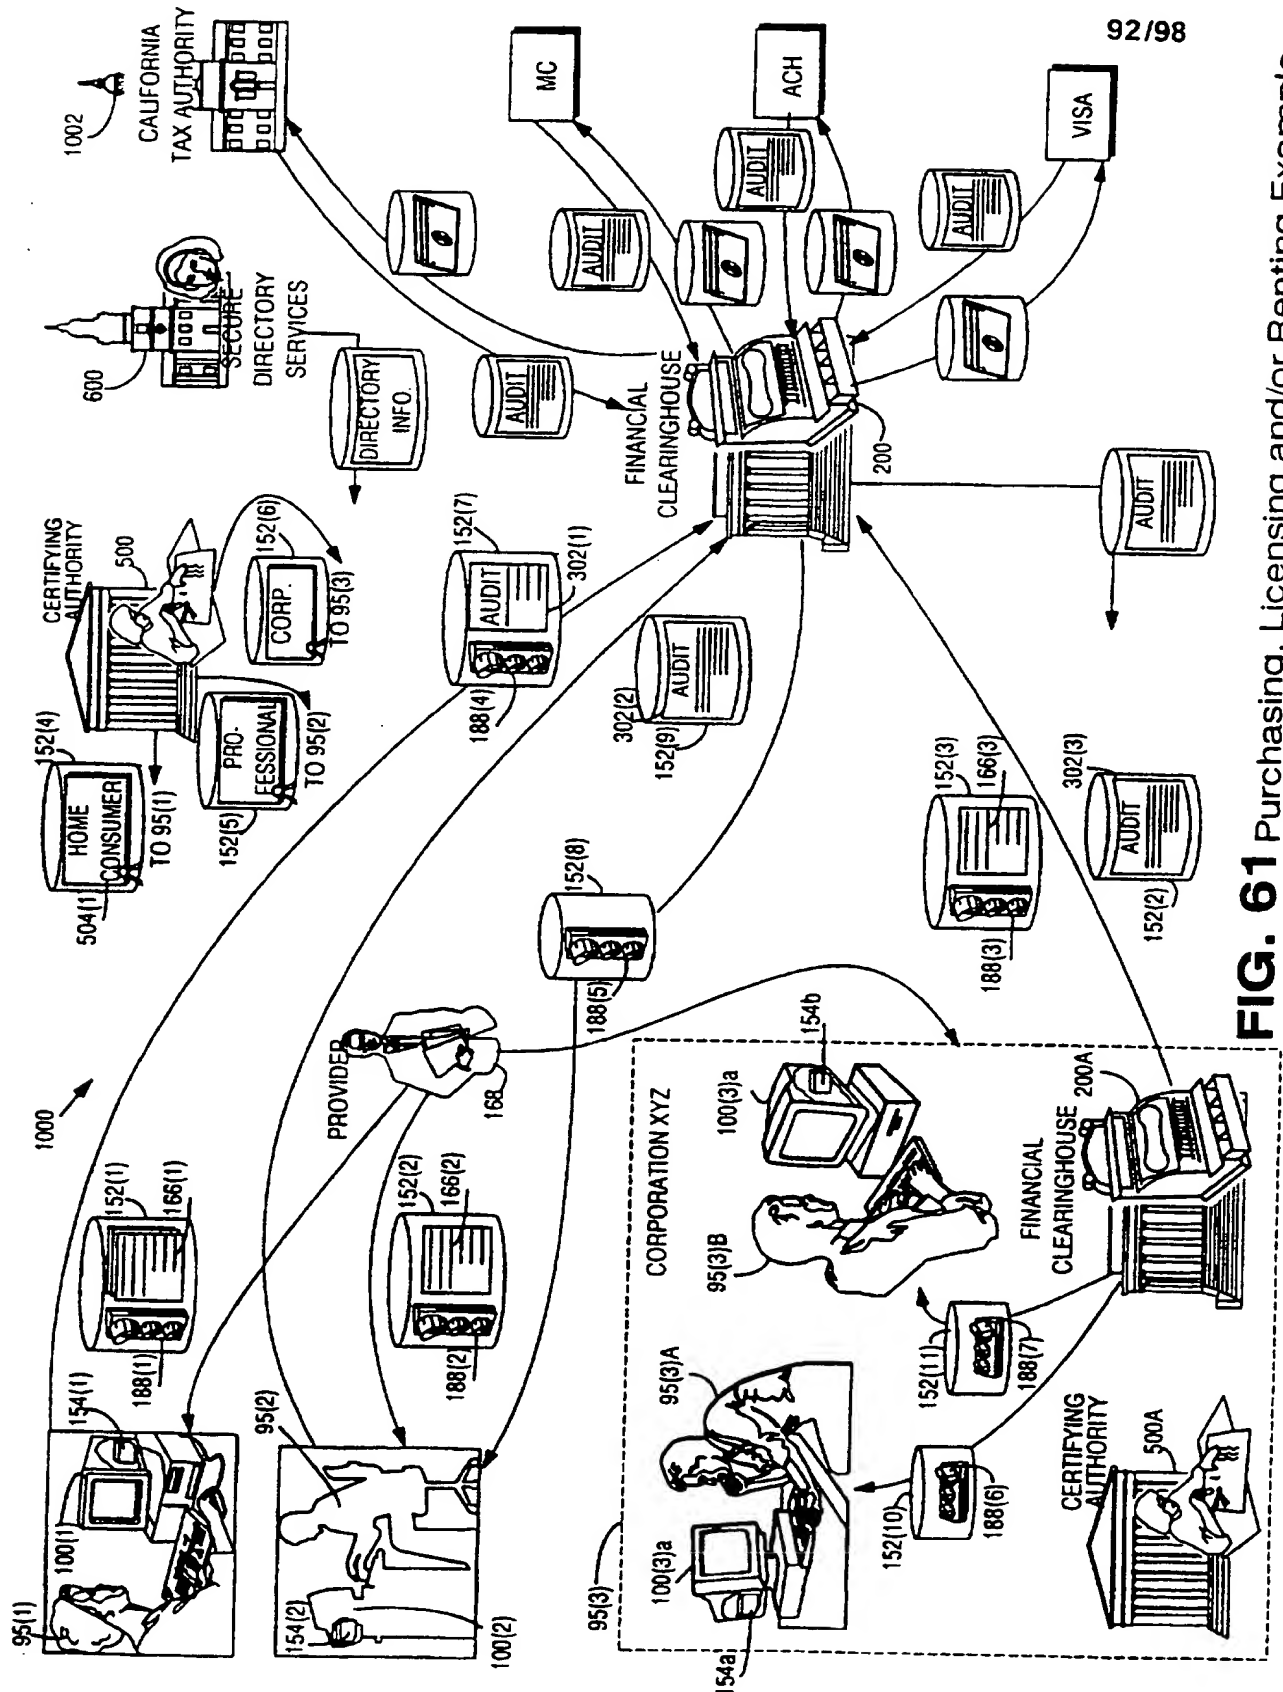 92/98
FIG. 61 Purchasing, Licensing and/or Renting Example
1000
1002
CALIFORNIA
TAX AUTHORITY
600
SECURE
DIRECTORY
SERVICES
DIRECTORY
INFO.
CERTIFYING
AUTHORITY
500
152(4)
HOME
CONSUMER
504(1)
TO 95(1)
PRO-
FESSIONAL
152(5)
TO 95(2)
152(6)
CORP.
TO 95(3)
MC
ACH
VISA
AUDIT
AUDIT
AUDIT
AUDIT
AUDIT
FINANCIAL
CLEARINGHOUSE
200
152(7)
AUDIT
302(1)
188(4)
302(2)
AUDIT
152(9)
152(8)
188(5)
152(3)
166(3)
188(3)
302(3)
AUDIT
152(2)
PROVIDER
168
152(1)
166(1)
188(1)
152(2)
166(2)
188(2)
95(1)
100(1)
154(1)
95(2)
154(2)
100(2)
95(3)
CORPORATION XYZ
100(3)a
154a
95(3)A
95(3)B
100(3)a
154b
152(10)
188(6)
152(11)
188(7)
FINANCIAL
CLEARINGHOUSE
200A
CERTIFYING
AUTHORITY
500A